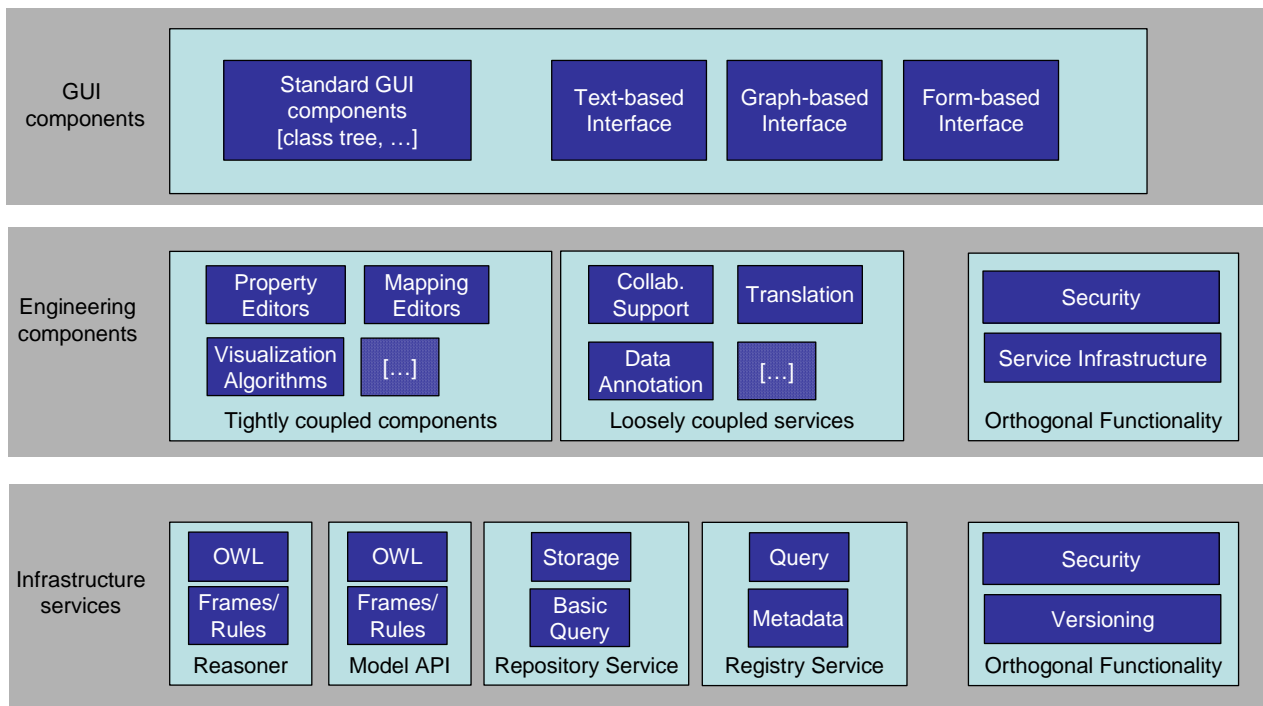 GUI
components
Standard GUI
components
[class tree, …]
Text-based
Interface
Graph-based
Interface
Form-based
Interface
Engineering
components
Property
Editors
Mapping
Editors
Visualization
Algorithms
[…]
Tightly coupled components
Collab.
Support
Translation
Data
Annotation
[…]
Loosely coupled services
Security
Service Infrastructure
Orthogonal Functionality
Infrastructure
services
OWL
Frames/
Rules
Reasoner
OWL
Frames/
Rules
Model API
Storage
Basic
Query
Repository Service
Query
Metadata
Registry Service
Security
Versioning
Orthogonal Functionality